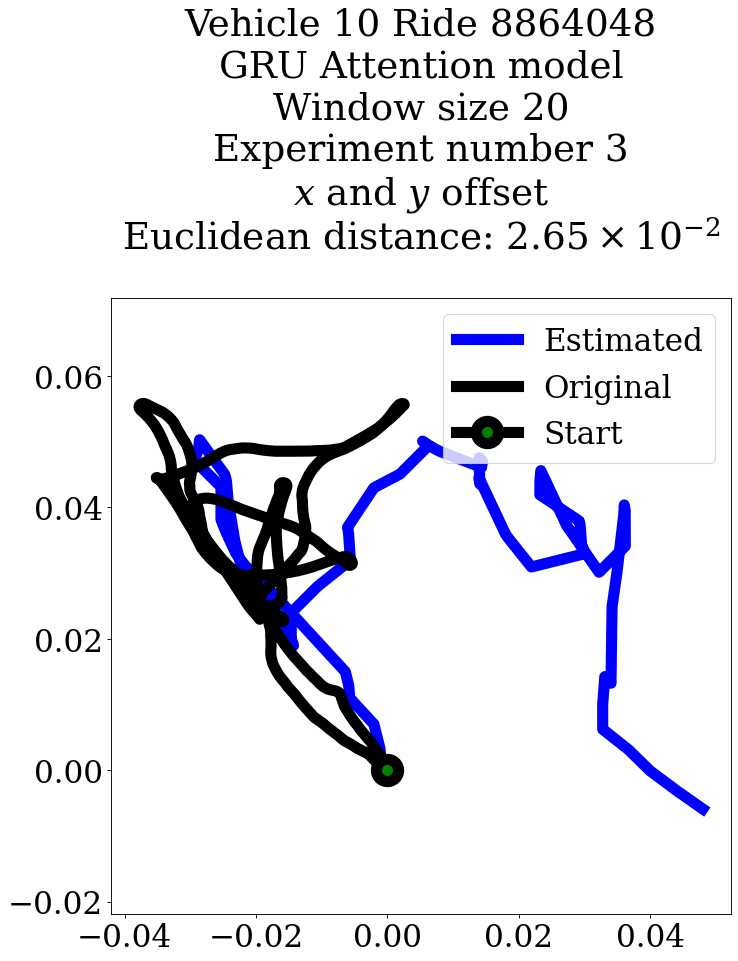 Vehicle 10 Ride 8864048
GRU Attention model
Window size 20
Experiment number 3
x and y offset
Euclidean distance: 2.65 × 10⁻²
Estimated
Original
Start
0.06
0.04
0.02
0.00
−0.02
−0.04 −0.02 0.00 0.02 0.04